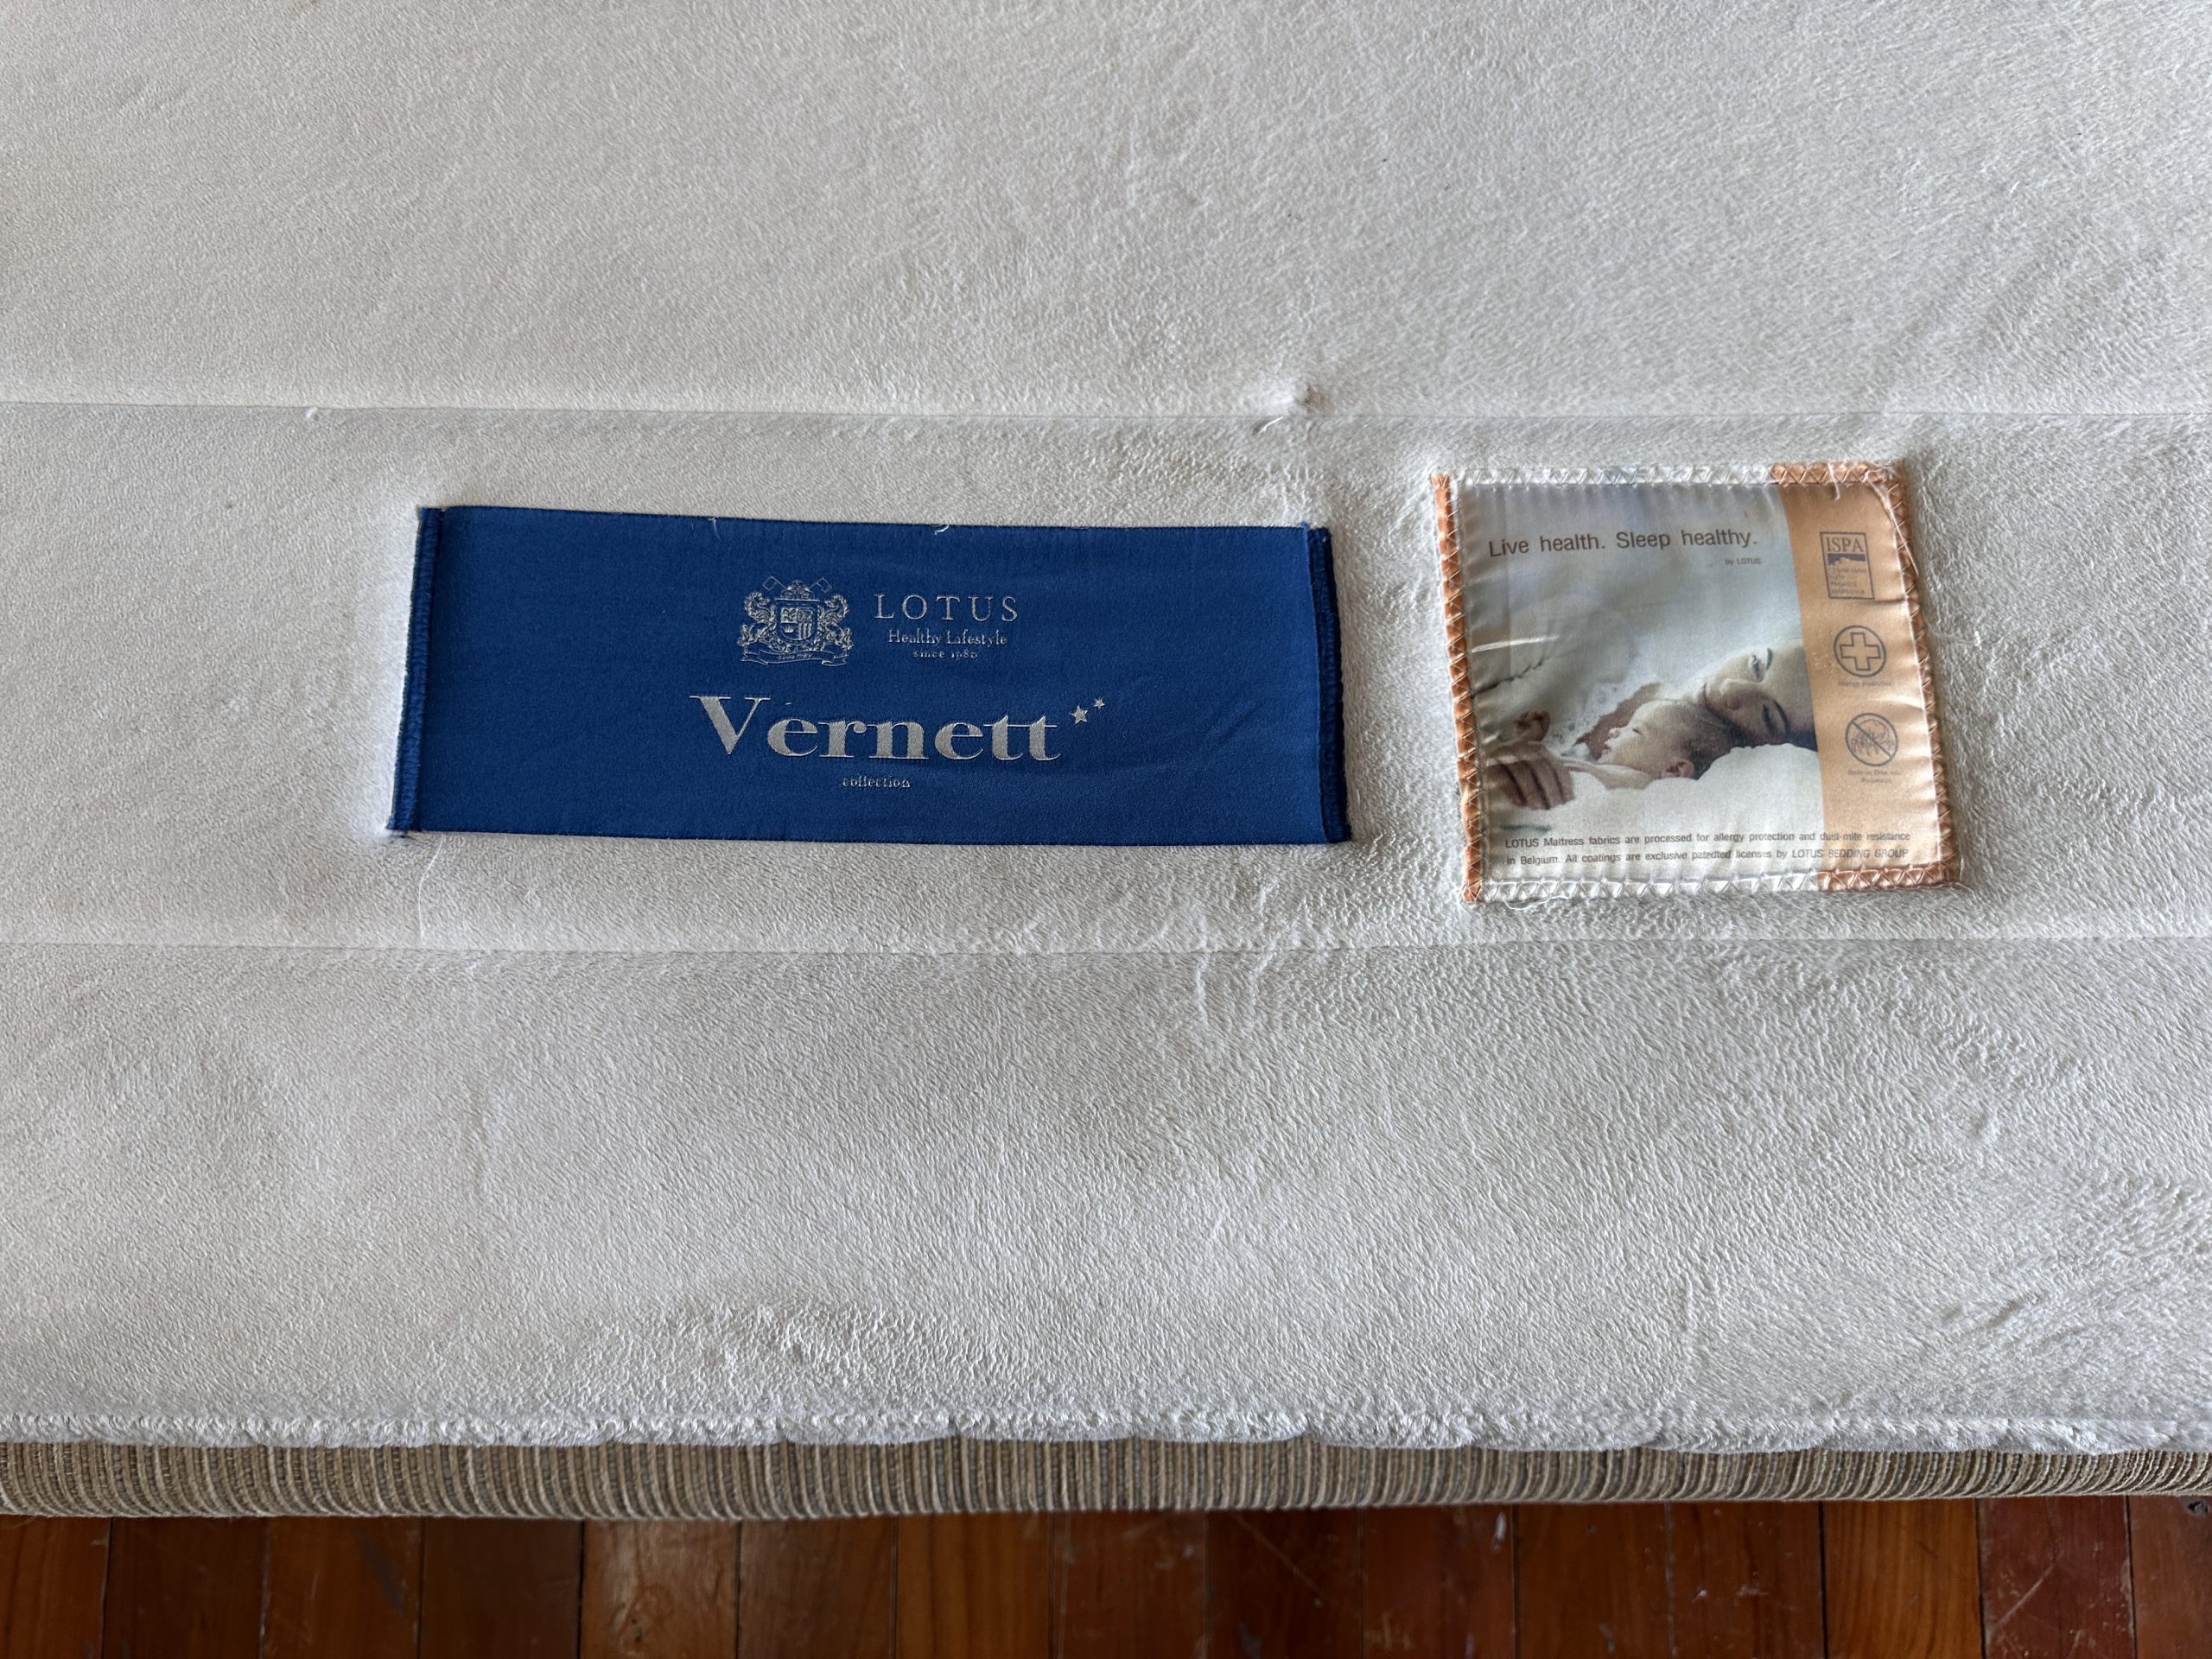 LOTUS
Healthy Lifestyle
since 1980
Vernett
collection
Live health. Sleep healthy.
by LOTUS
ISPA
LOTUS Mattress fabrics are processed for allergy protection and dust-mite resistance
in Belgium. All coatings are exclusive patedted licenses by LOTUS BEDDING GROUP